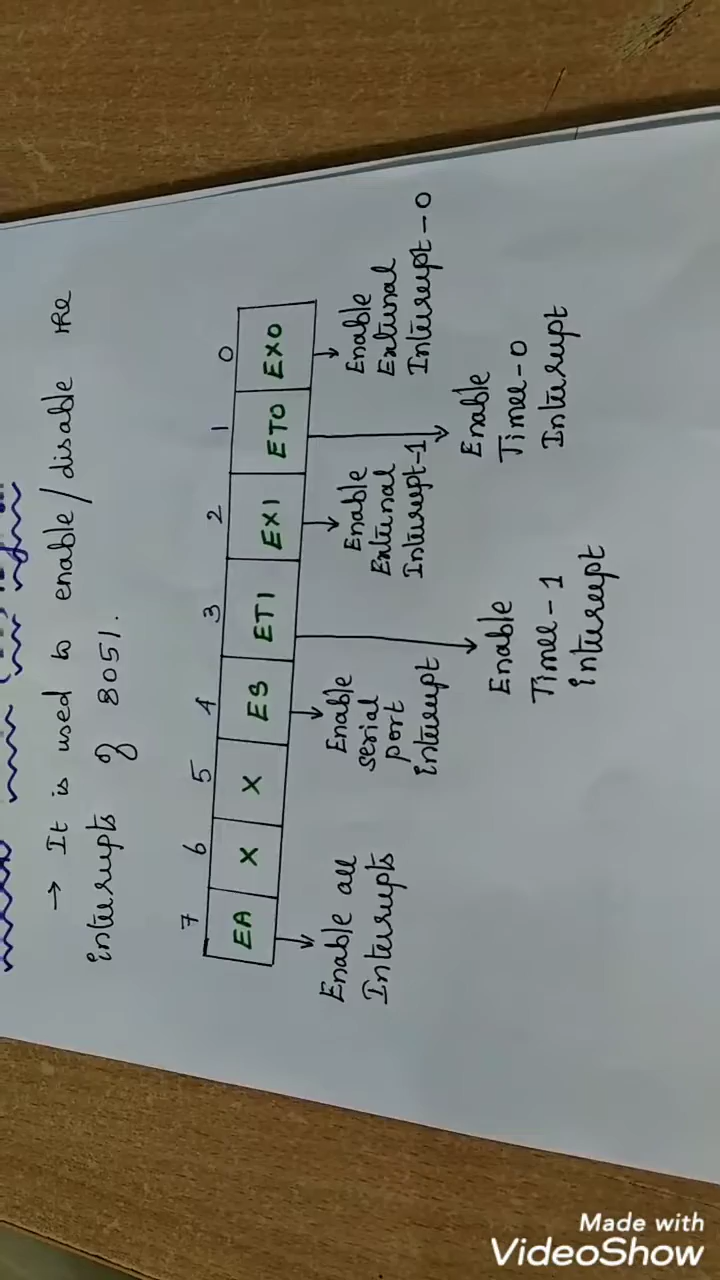 → It is used to enable/disable the
interrupts of 8051.
7 6 5 4 3 2 1 0
EA X X ES ET1 EX1 ET0 EX0
Enable all
Interrupts
Enable
serial
port
interrupt
Enable
Timer-1
interrupt
Enable
External
Interrupt-1
Enable
Timer-0
Interrupt
Enable
External
Interrupt-0
Made with
VideoShow